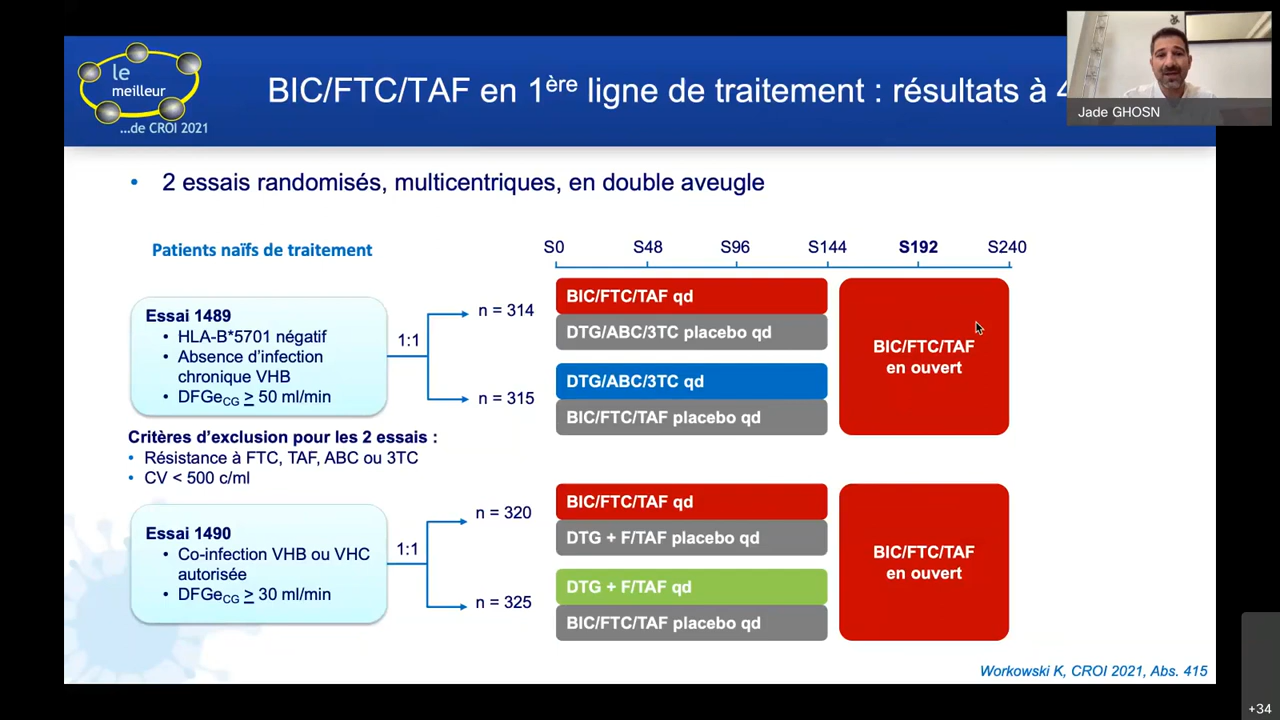 le
meilleur
...de CROI 2021
BIC/FTC/TAF en 1ère ligne de traitement : résultats à 4
Jade GHOSN
• 2 essais randomisés, multicentriques, en double aveugle
Patients naïfs de traitement
S0 S48 S96 S144 S192 S240
Essai 1489
• HLA-B*5701 négatif
• Absence d'infection
chronique VHB
• DFGeCG ≥ 50 ml/min
1:1
n = 314
n = 315
BIC/FTC/TAF qd
DTG/ABC/3TC placebo qd
DTG/ABC/3TC qd
BIC/FTC/TAF placebo qd
BIC/FTC/TAF
en ouvert
Critères d'exclusion pour les 2 essais :
• Résistance à FTC, TAF, ABC ou 3TC
• CV < 500 c/ml
Essai 1490
• Co-infection VHB ou VHC
autorisée
• DFGeCG ≥ 30 ml/min
1:1
n = 320
n = 325
BIC/FTC/TAF qd
DTG + F/TAF placebo qd
DTG + F/TAF qd
BIC/FTC/TAF placebo qd
BIC/FTC/TAF
en ouvert
Workowski K, CROI 2021, Abs. 415
+34